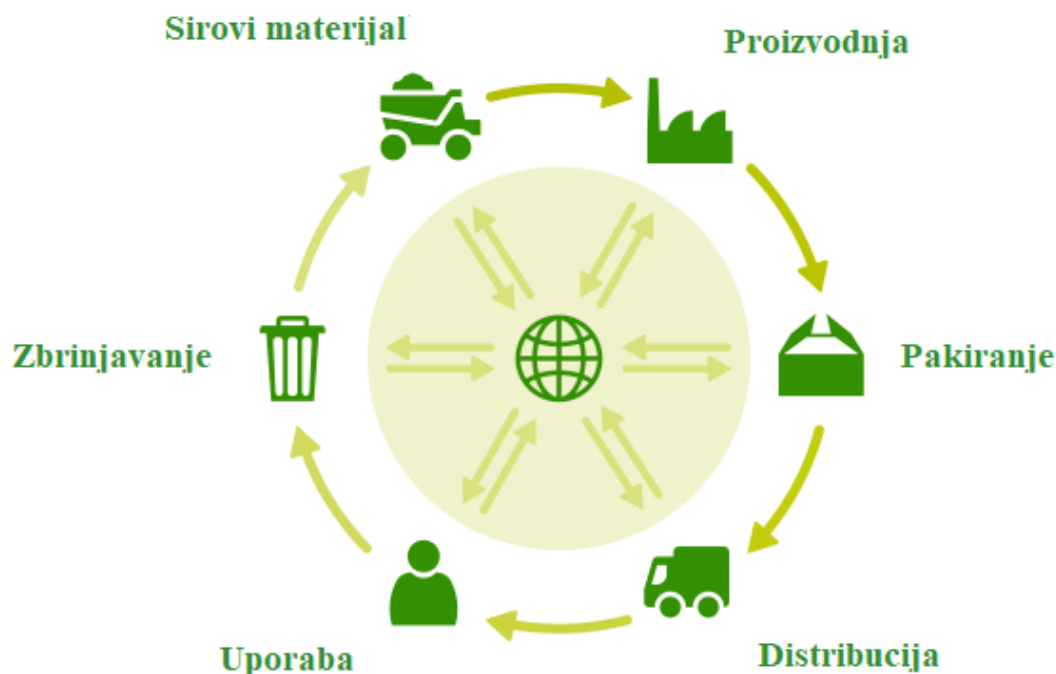 Sirovi materijal
Proizvodnja
Zbrinjavanje
Pakiranje
Uporaba
Distribucija